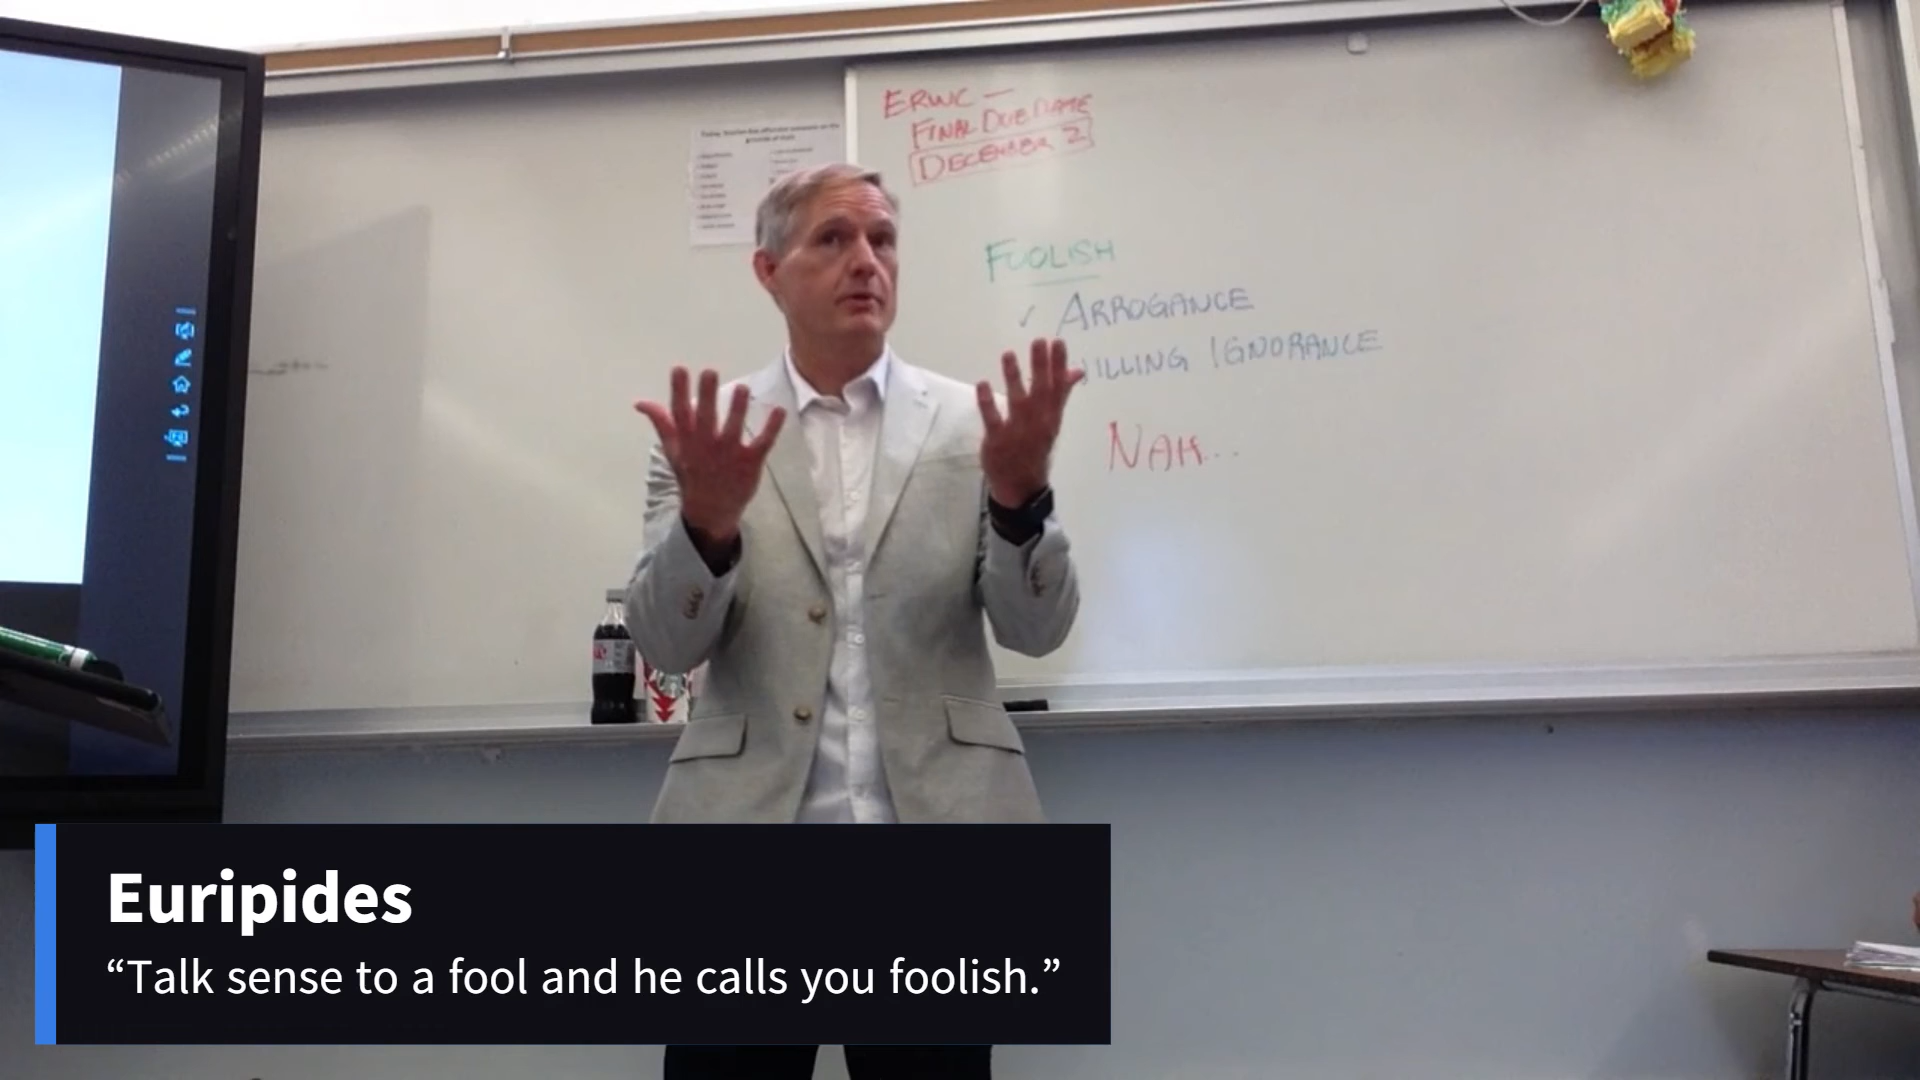 ERWC —
FINAL DUE DATE
DECEMBER 2
FOOLISH
✓ ARROGANCE
WILLING IGNORANCE
NAH...
Euripides
“Talk sense to a fool and he calls you foolish.”